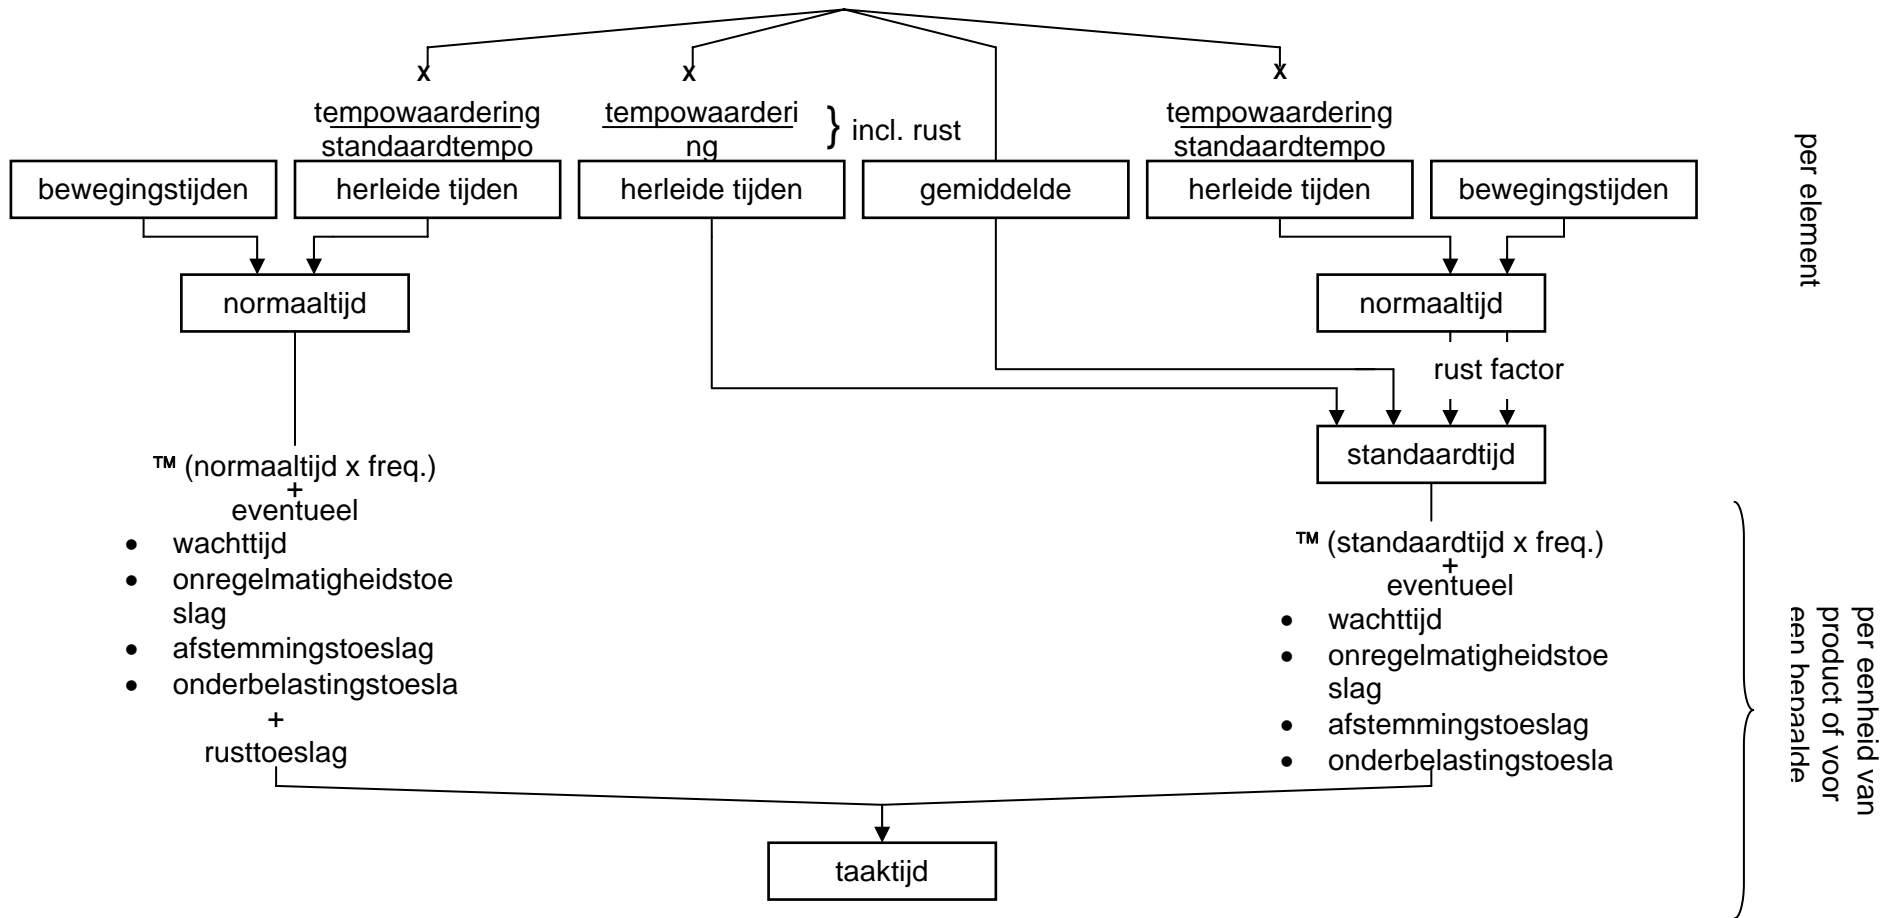 x x x
tempowaardering
standaardtempo
tempowaarderi
ng
} incl. rust
tempowaardering
standaardtempo
bewegingstijden
herleide tijden
herleide tijden
gemiddelde
herleide tijden
bewegingstijden
per element
normaaltijd
normaaltijd
rust factor
standaardtijd
™ (normaaltijd x freq.)
+
eventueel
• wachttijd
• onregelmatigheidstoe
slag
• afstemmingstoeslag
• onderbelastingstoesla
+
rusttoeslag
™ (standaardtijd x freq.)
+
eventueel
• wachttijd
• onregelmatigheidstoe
slag
• afstemmingstoeslag
• onderbelastingstoesla
per eenheid van
product of voor
een bepaalde
taaktijd